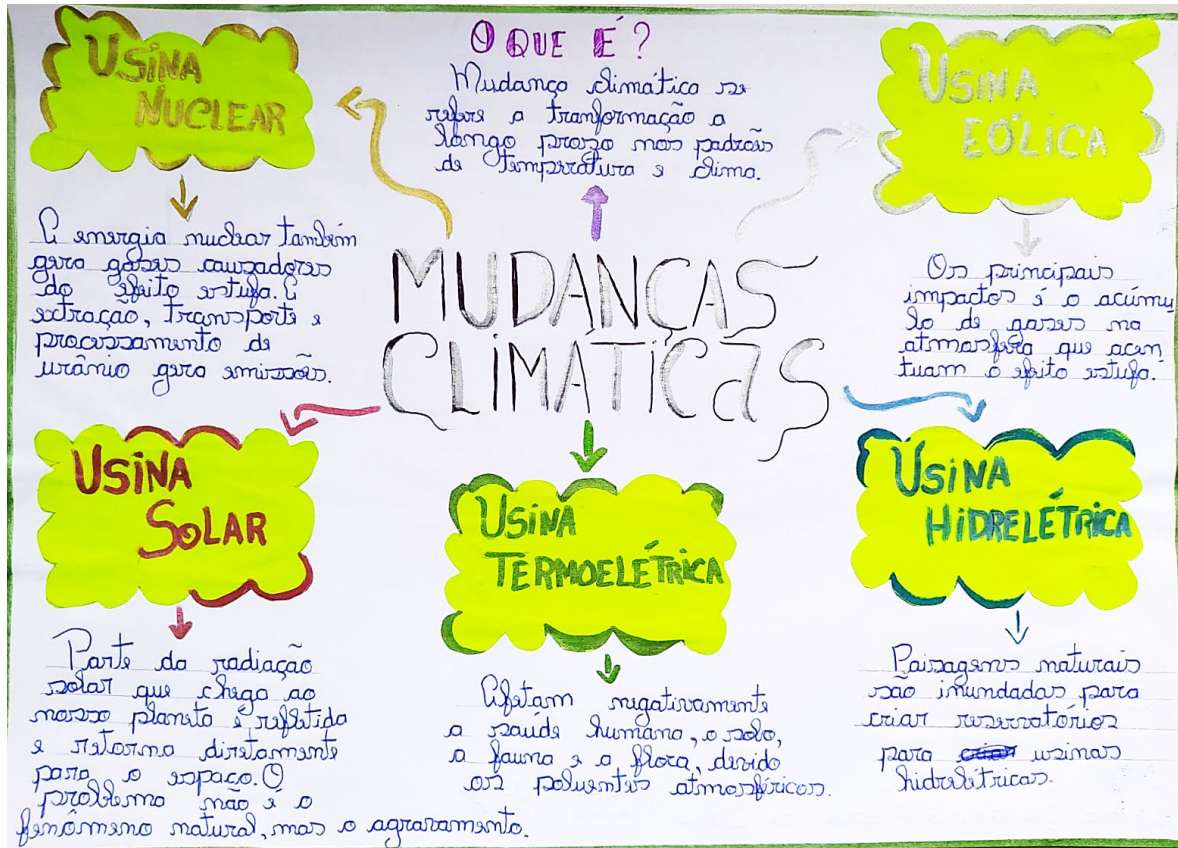 USINA
NUCLEAR
A energia nuclear também
gera gases causadores
do efeito estufa. A
extração, transporte e
processamento de
urânio gera emissões.
O QUE É?
Mudança climática se
refere a tranformação a
longo prazo nos padrões
de temperatura e clima.
USINA
EÓLICA
Os principais
impactos é o acúmu
lo de gases na
atmosfera que acen
tuam o efeito estufa.
MUDANÇAS
CLIMÁTICAS
USINA
SOLAR
Parte da radiação
solar que chega ao
nosso planeta é refletida
e retorna diretamente
para o espaço. O
problema não é o
fenômeno natural, mas o agravamento.
USINA
TERMOELÉTRICA
Afetam negativamente
a saúde humana, o solo,
a fauna e a flora, devido
os poluentes atmosféricos.
USINA
HIDRELÉTRICA
Paisagens naturais
são inundadas para
criar reservatórios
para usinas
hidrelétricas.